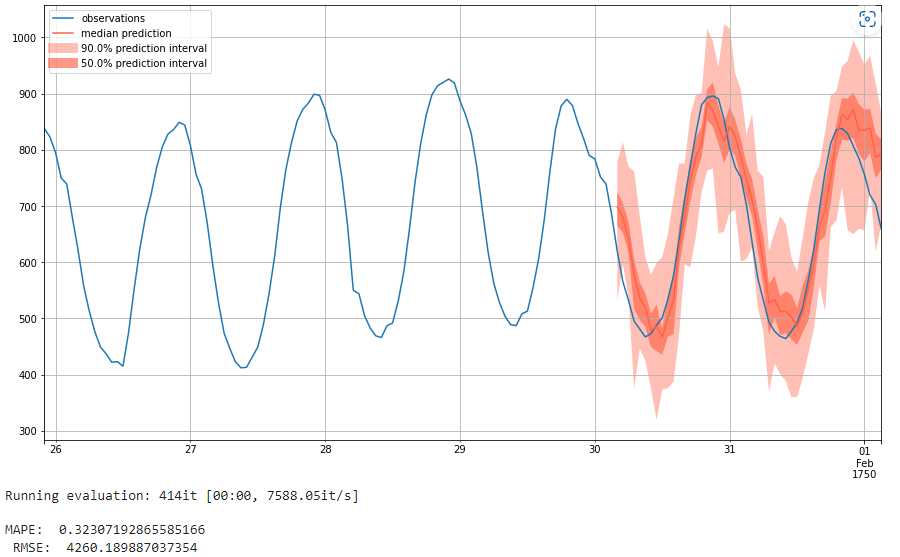 observations
median prediction
90.0% prediction interval
50.0% prediction interval
1000
900
800
700
600
500
400
300
26
27
28
29
30
31
01
Feb
1750
Running evaluation: 414it [00:00, 7588.05it/s]
MAPE:  0.32307192865585166
RMSE:  4260.189887037354